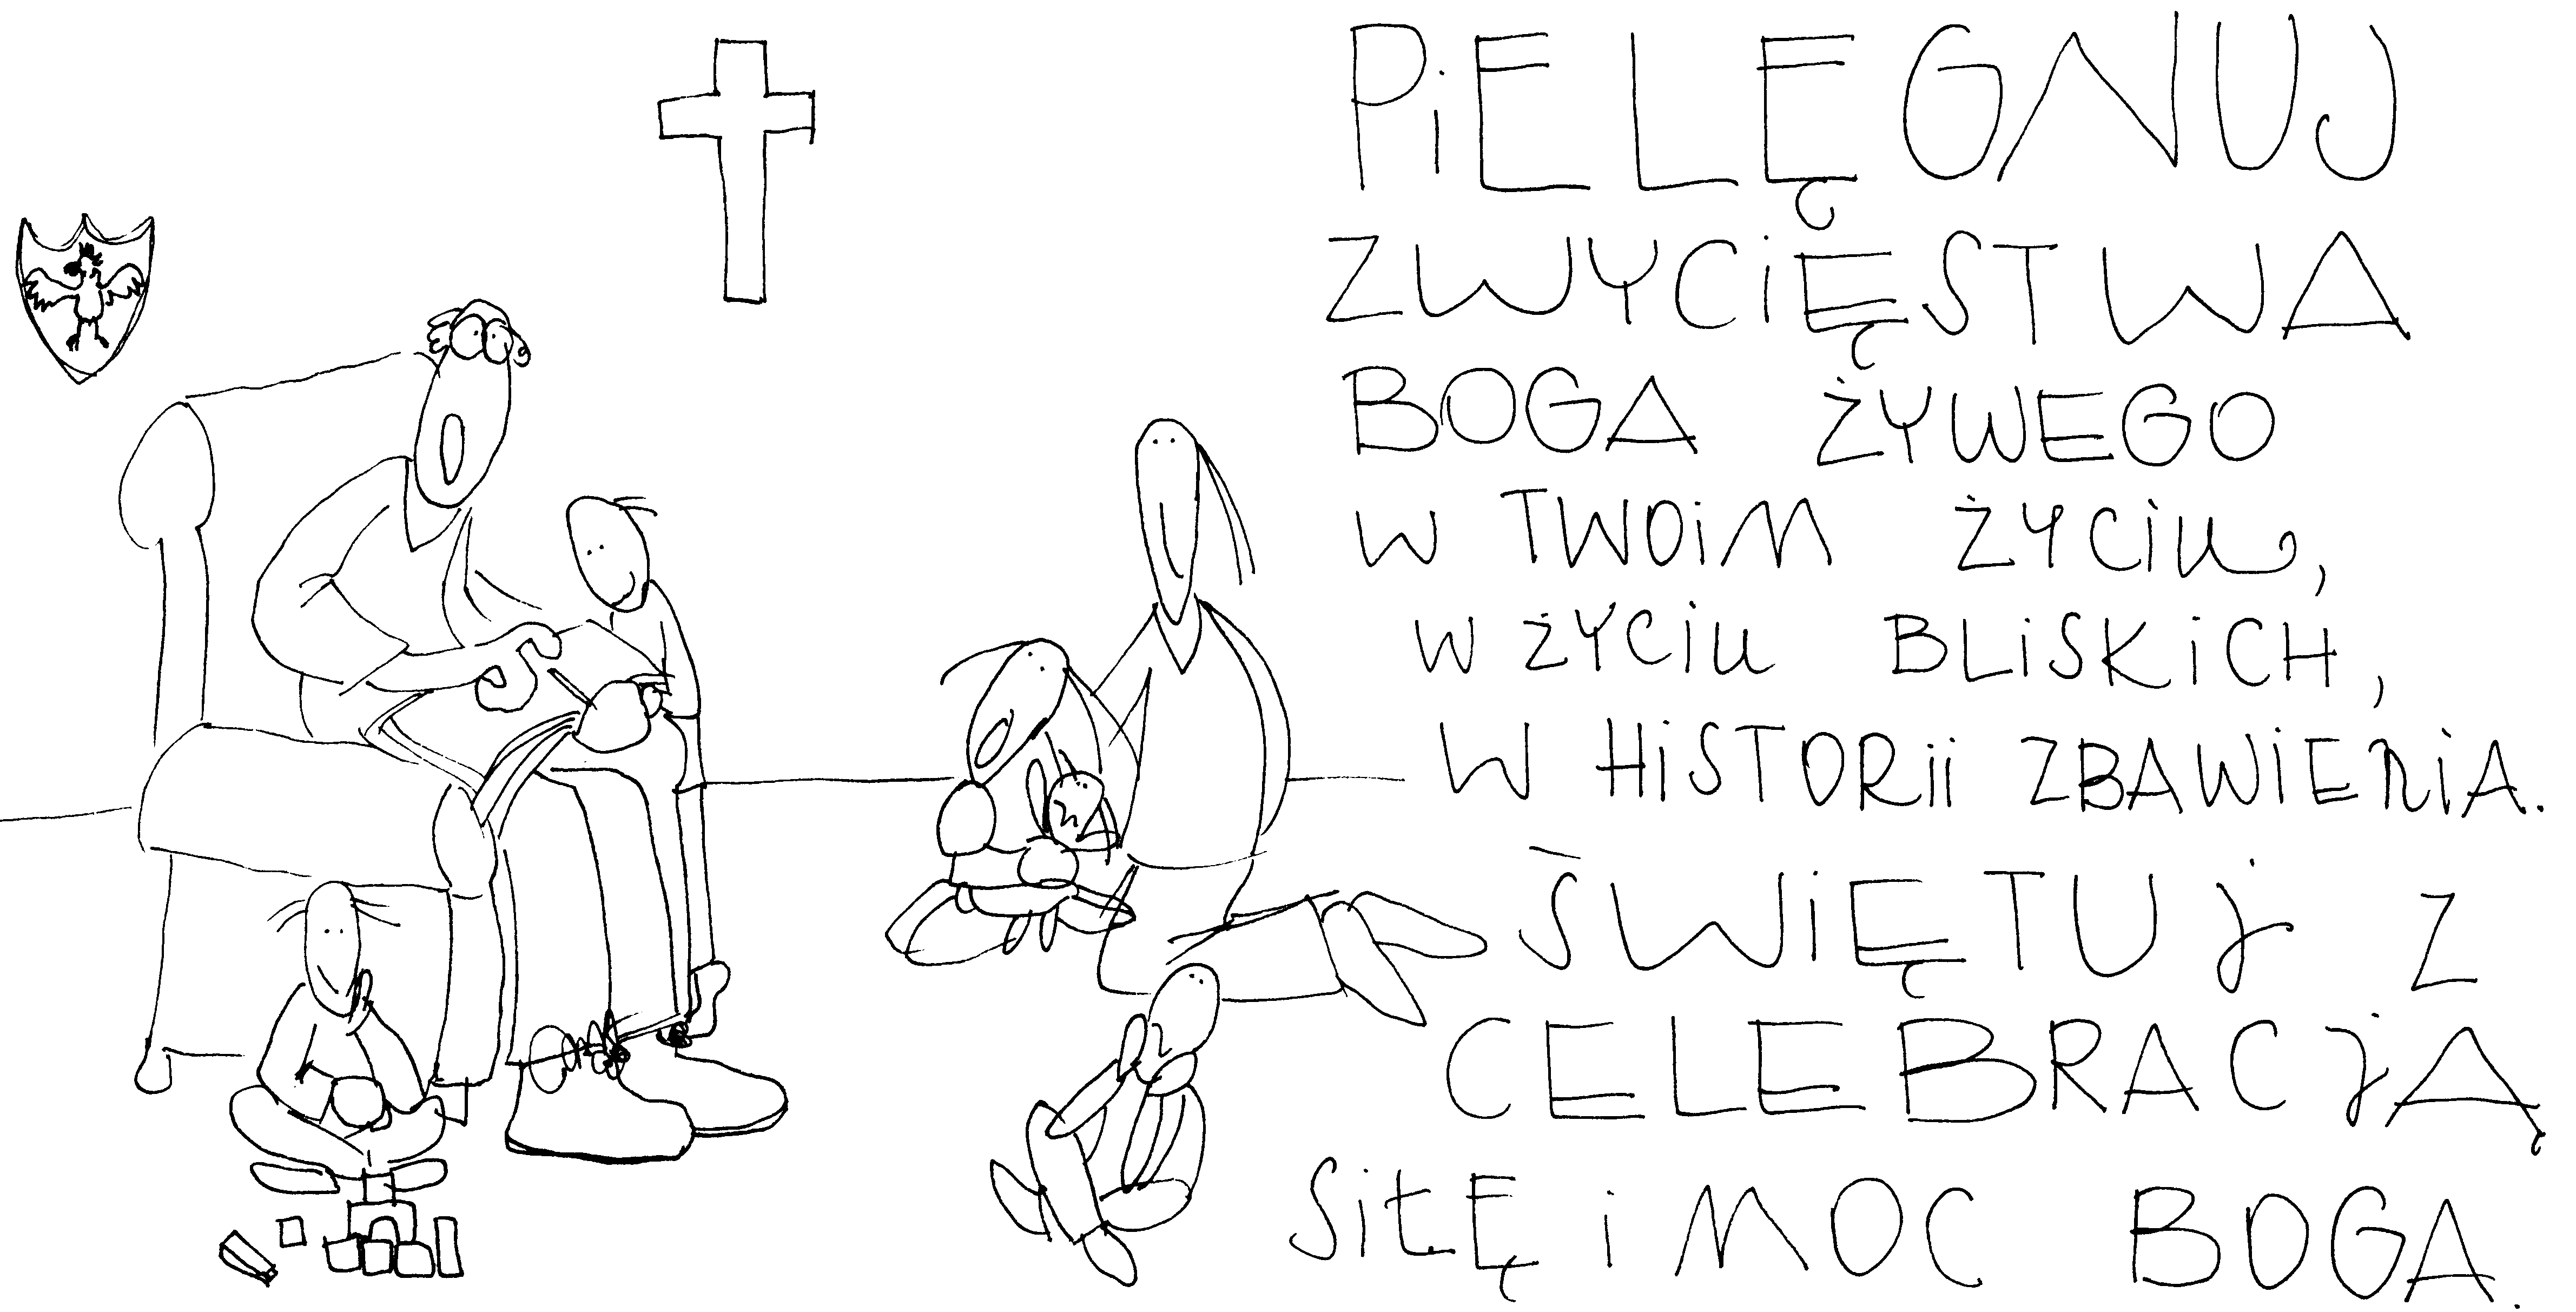 PiELĘGNUJ
ZWYCiĘSTWA
BOGA ŻYWEGO
W TWOiM ŻYCiU,
W ŻYCiU BLiSKiCH,
W HiSTORii ZBAWiENiA.
ŚWiĘTUj Z
CELEBRACjĄ
SiŁĘ i MOC BOGA.